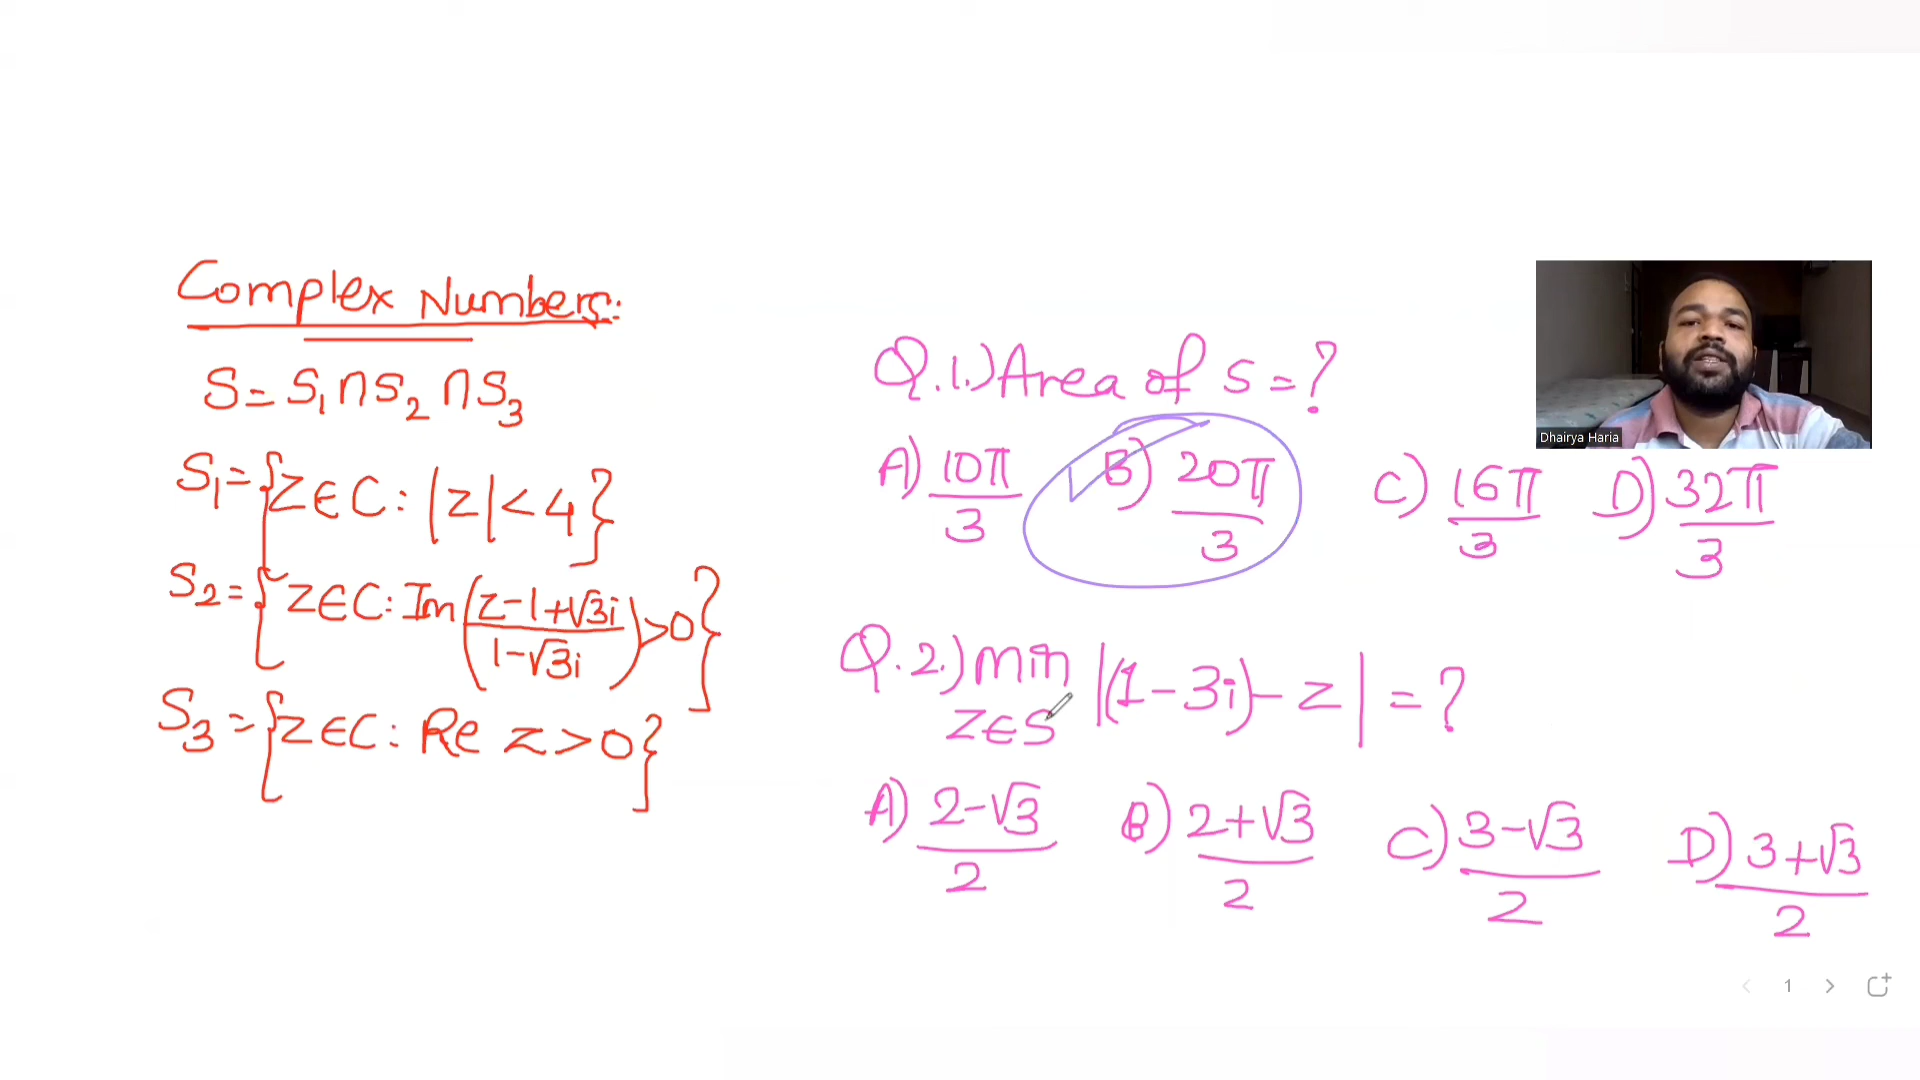 Complex Numbers:
S = S₁ ∩ S₂ ∩ S₃
S₁ = {Z ∈ C : |Z| < 4}
S₂ = {Z ∈ C : Im((Z-1+√3i)/(1-√3i)) > 0}
S₃ = {Z ∈ C : Re Z > 0}
Q.1.) Area of S = ?
A) 10π/3 B) 20π/3 C) 16π/3 D) 32π/3
Q.2.) min Z∈S |(1-3i)-Z| = ?
A) (2-√3)/2 B) (2+√3)/2 C) (3-√3)/2 D) (3+√3)/2
Dhairya Haria
1